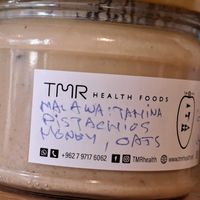 TMR HEALTH FOODS
MALAWA:TAHINA
PISTACHIOS
HONEY, OATS
+962 7 9717 6062
TMRhealth